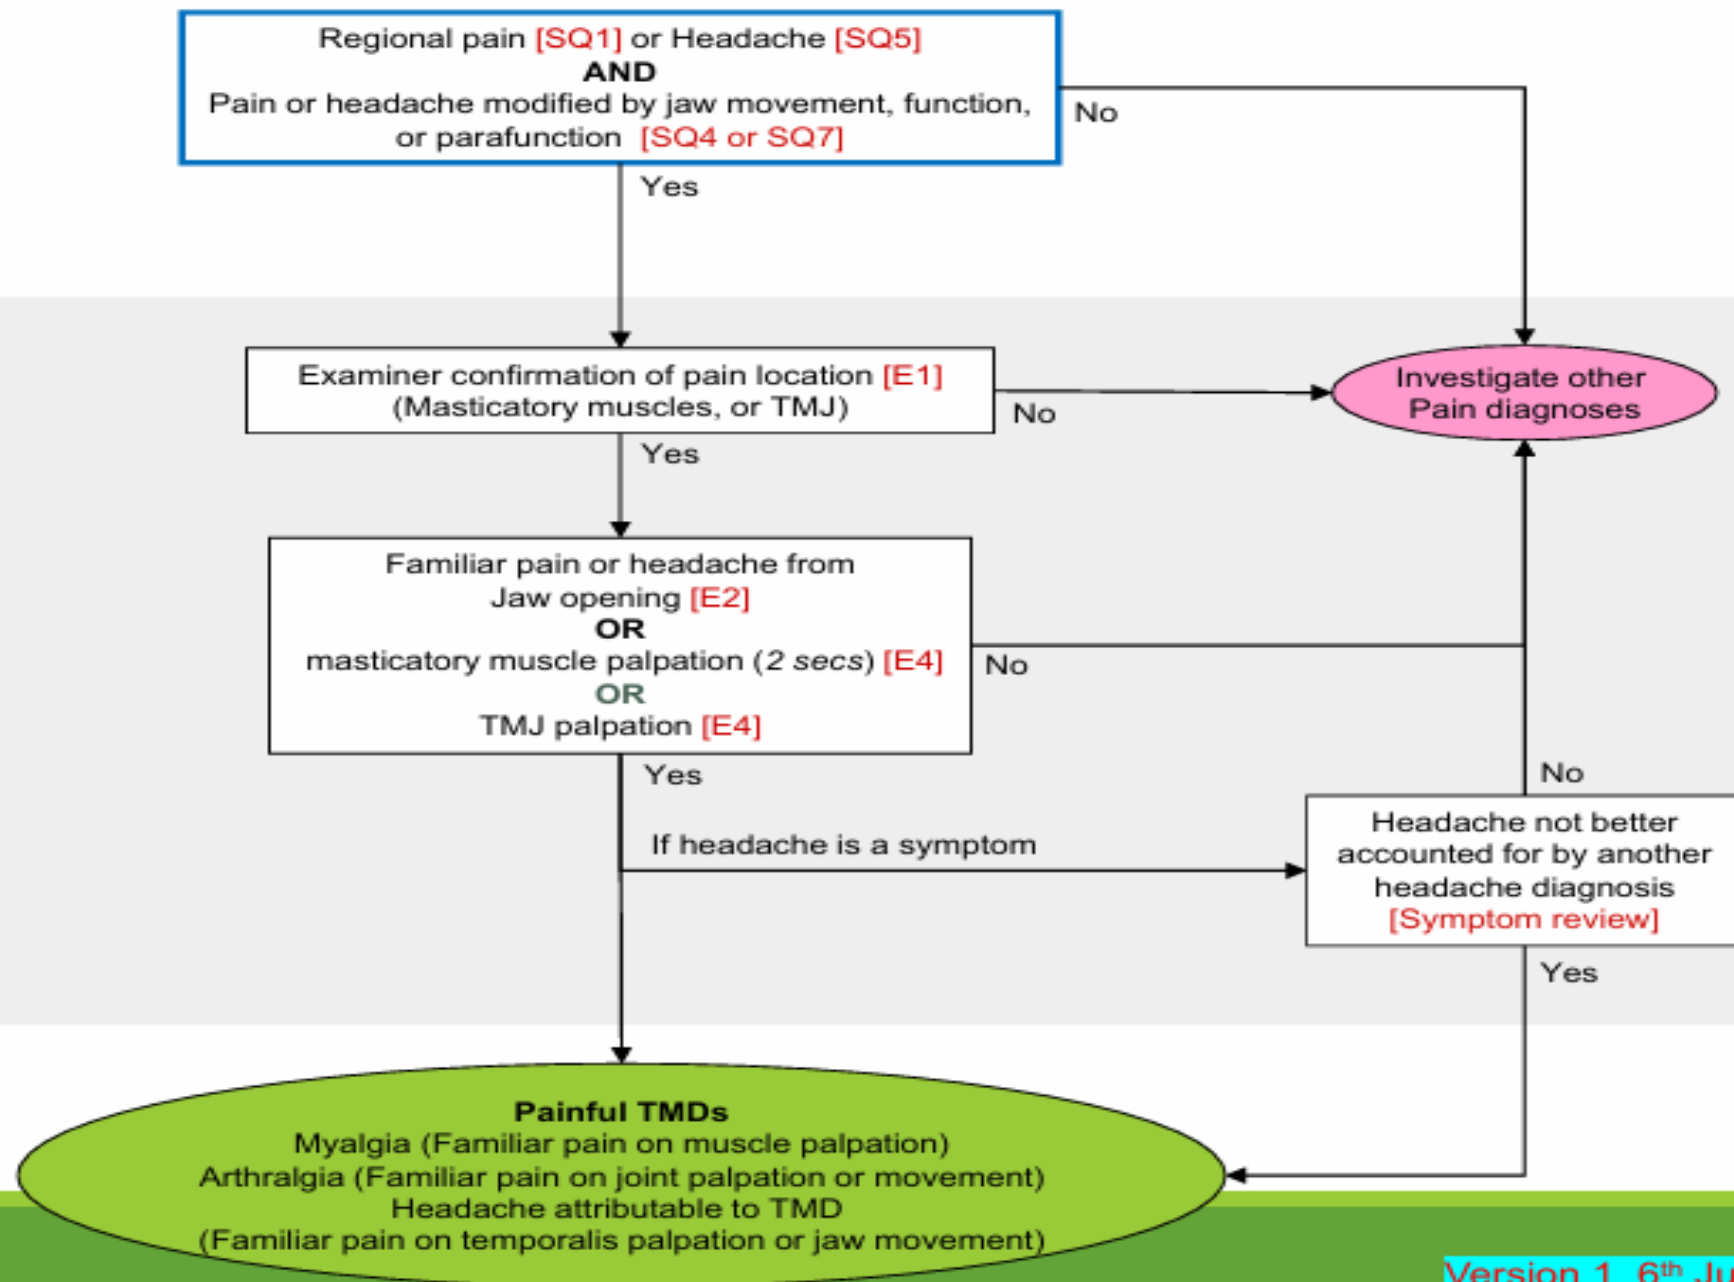 Regional pain [SQ1] or Headache [SQ5]
AND
Pain or headache modified by jaw movement, function,
or parafunction [SQ4 or SQ7]
No
Yes
Examiner confirmation of pain location [E1]
(Masticatory muscles, or TMJ)
No
Investigate other
Pain diagnoses
Yes
Familiar pain or headache from
Jaw opening [E2]
OR
masticatory muscle palpation (2 secs) [E4]
OR
TMJ palpation [E4]
No
Yes
If headache is a symptom
No
Headache not better
accounted for by another
headache diagnosis
[Symptom review]
Yes
Painful TMDs
Myalgia (Familiar pain on muscle palpation)
Arthralgia (Familiar pain on joint palpation or movement)
Headache attributable to TMD
(Familiar pain on temporalis palpation or jaw movement)
Version 1 6th